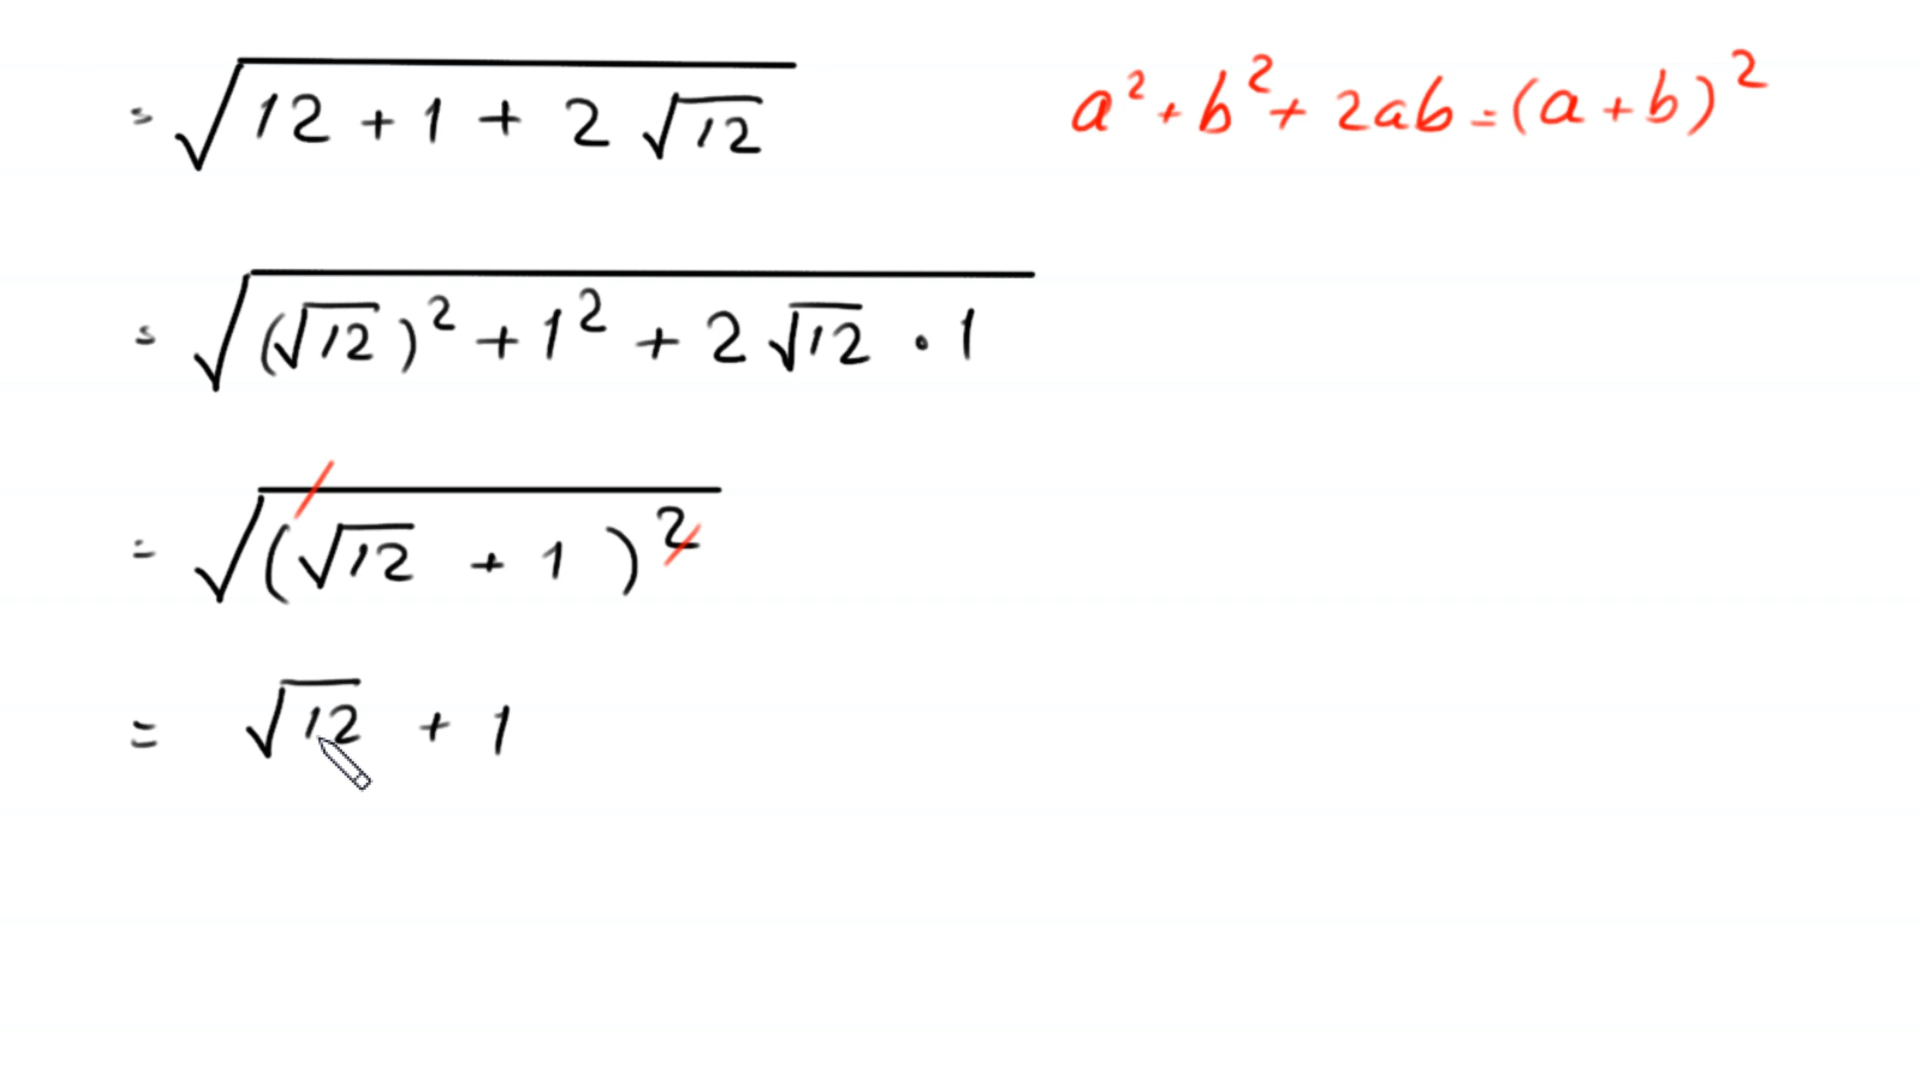 = √(12 + 1 + 2 √12)
a² + b² + 2ab = (a + b)²
= √((√12)² + 1² + 2 √12 · 1)
= √((√12 + 1)²)
= √12 + 1